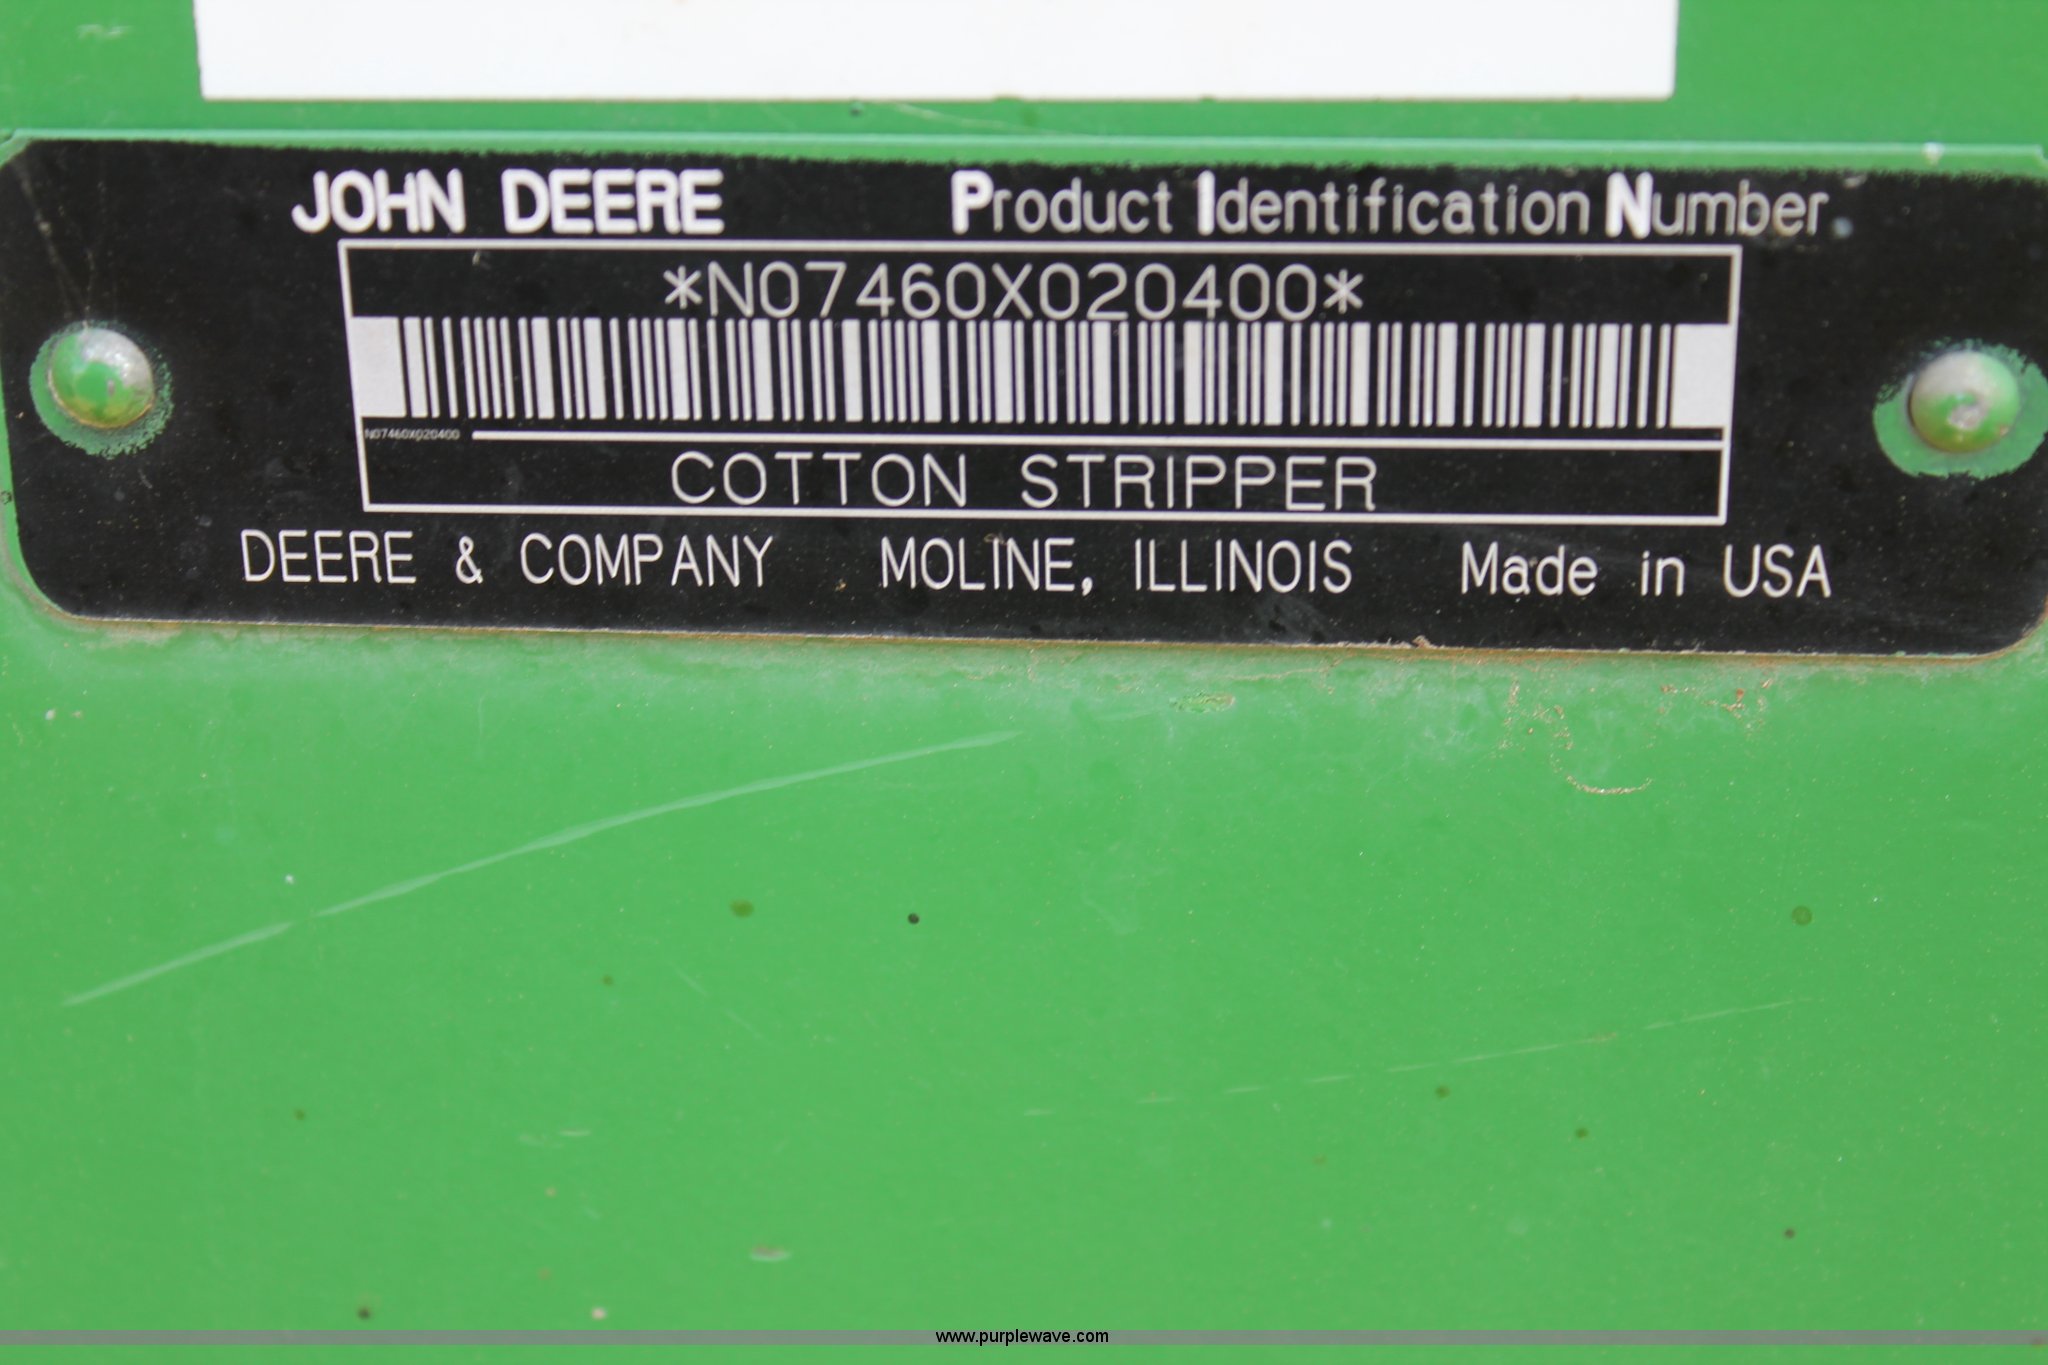 JOHN DEERE Product Identification Number
*N07460X020400*
N07460X020400
COTTON STRIPPER
DEERE & COMPANY MOLINE, ILLINOIS Made in USA
www.purplewave.com